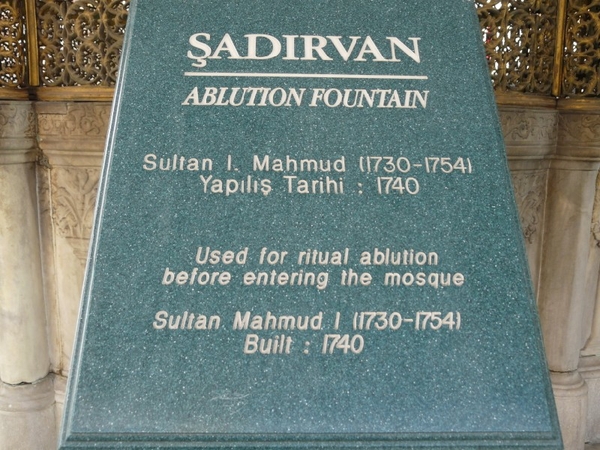 ŞADIRVAN
ABLUTION FOUNTAIN
Sultan I. Mahmud (1730-1754)
Yapılış Tarihi : 1740
Used for ritual ablution
before entering the mosque
Sultan Mahmud I (1730-1754)
Built : 1740